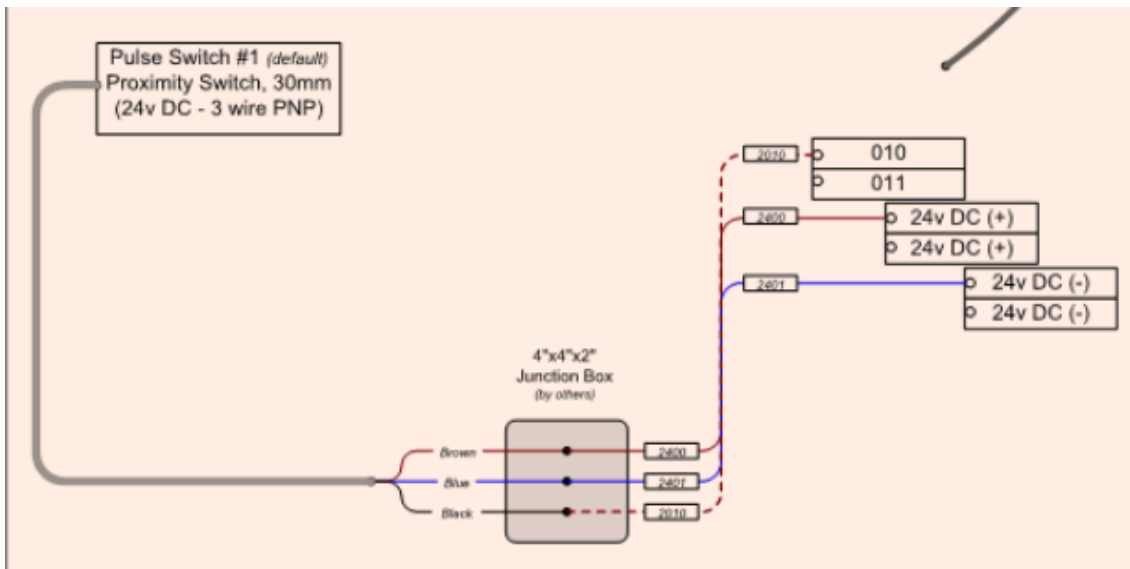 Pulse Switch #1 (default)
Proximity Switch, 30mm
(24v DC - 3 wire PNP)
2010
010
011
2400
24v DC (+)
24v DC (+)
2401
24v DC (-)
24v DC (-)
4"x4"x2"
Junction Box
(by others)
Brown
2400
Blue
2401
Black
2010